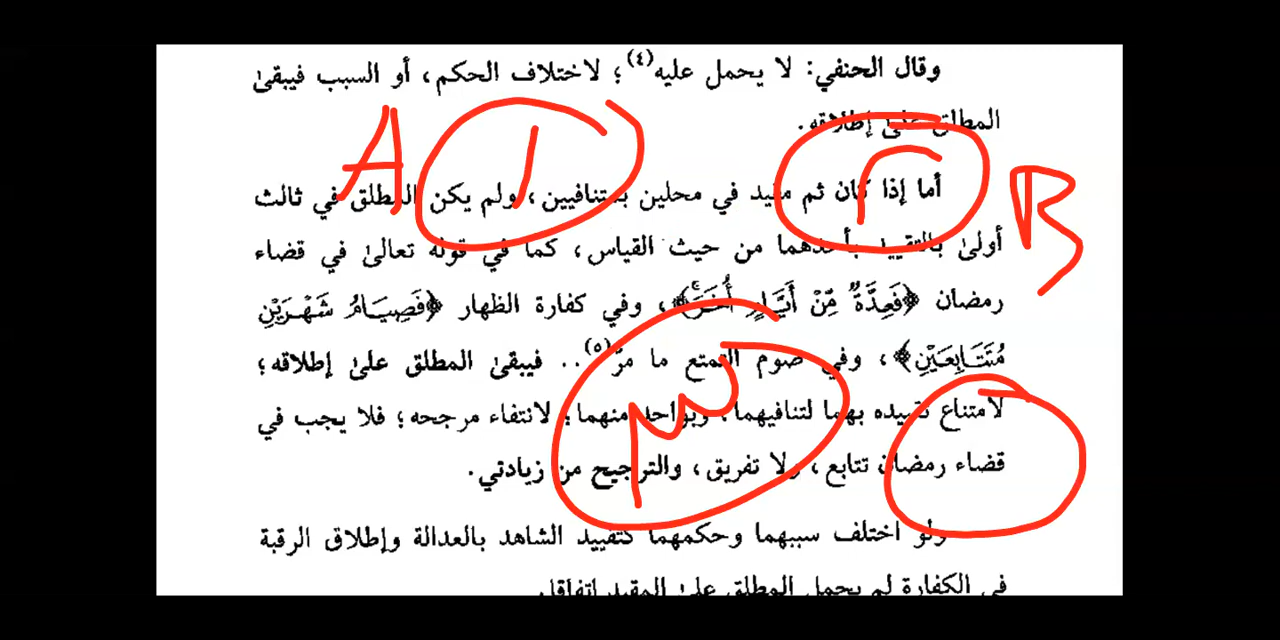 وقال الحنفي: لا يحمل عليه(٤)؛ لاختلاف الحكم، أو السبب فيبقىٰ
المطلق علىٰ إطلاقه.
A ١ ٢ B
أما إذا كان ثم مقيد في محلين بمتنافيين، ولم يكن المطلق في ثالث
أولىٰ بالتقييد بأحدهما من حيث القياس، كما في قوله تعالىٰ في قضاء
رمضان ﴿فَعِدَّةٌ مِّنْ أَيَّامٍ أُخَرَ﴾، وفي كفارة الظهار ﴿فَصِيَامُ شَهْرَيْنِ
مُتَتَابِعَيْنِ﴾، وفي صوم التمتع ما مرّ(٥).. فيبقىٰ المطلق علىٰ إطلاقه؛
لامتناع تقييده بهما لتنافيهما، وبواحد منهما؛ لانتفاء مرجحه؛ فلا يجب في
٣
قضاء رمضان تتابع، ولا تفريق، والترجيح من زيادتي.
ولو اختلف سببهما وحكمهما كتقييد الشاهد بالعدالة وإطلاق الرقبة
في الكفارة لم يحمل المطلق علىٰ المقيد اتفاقا.